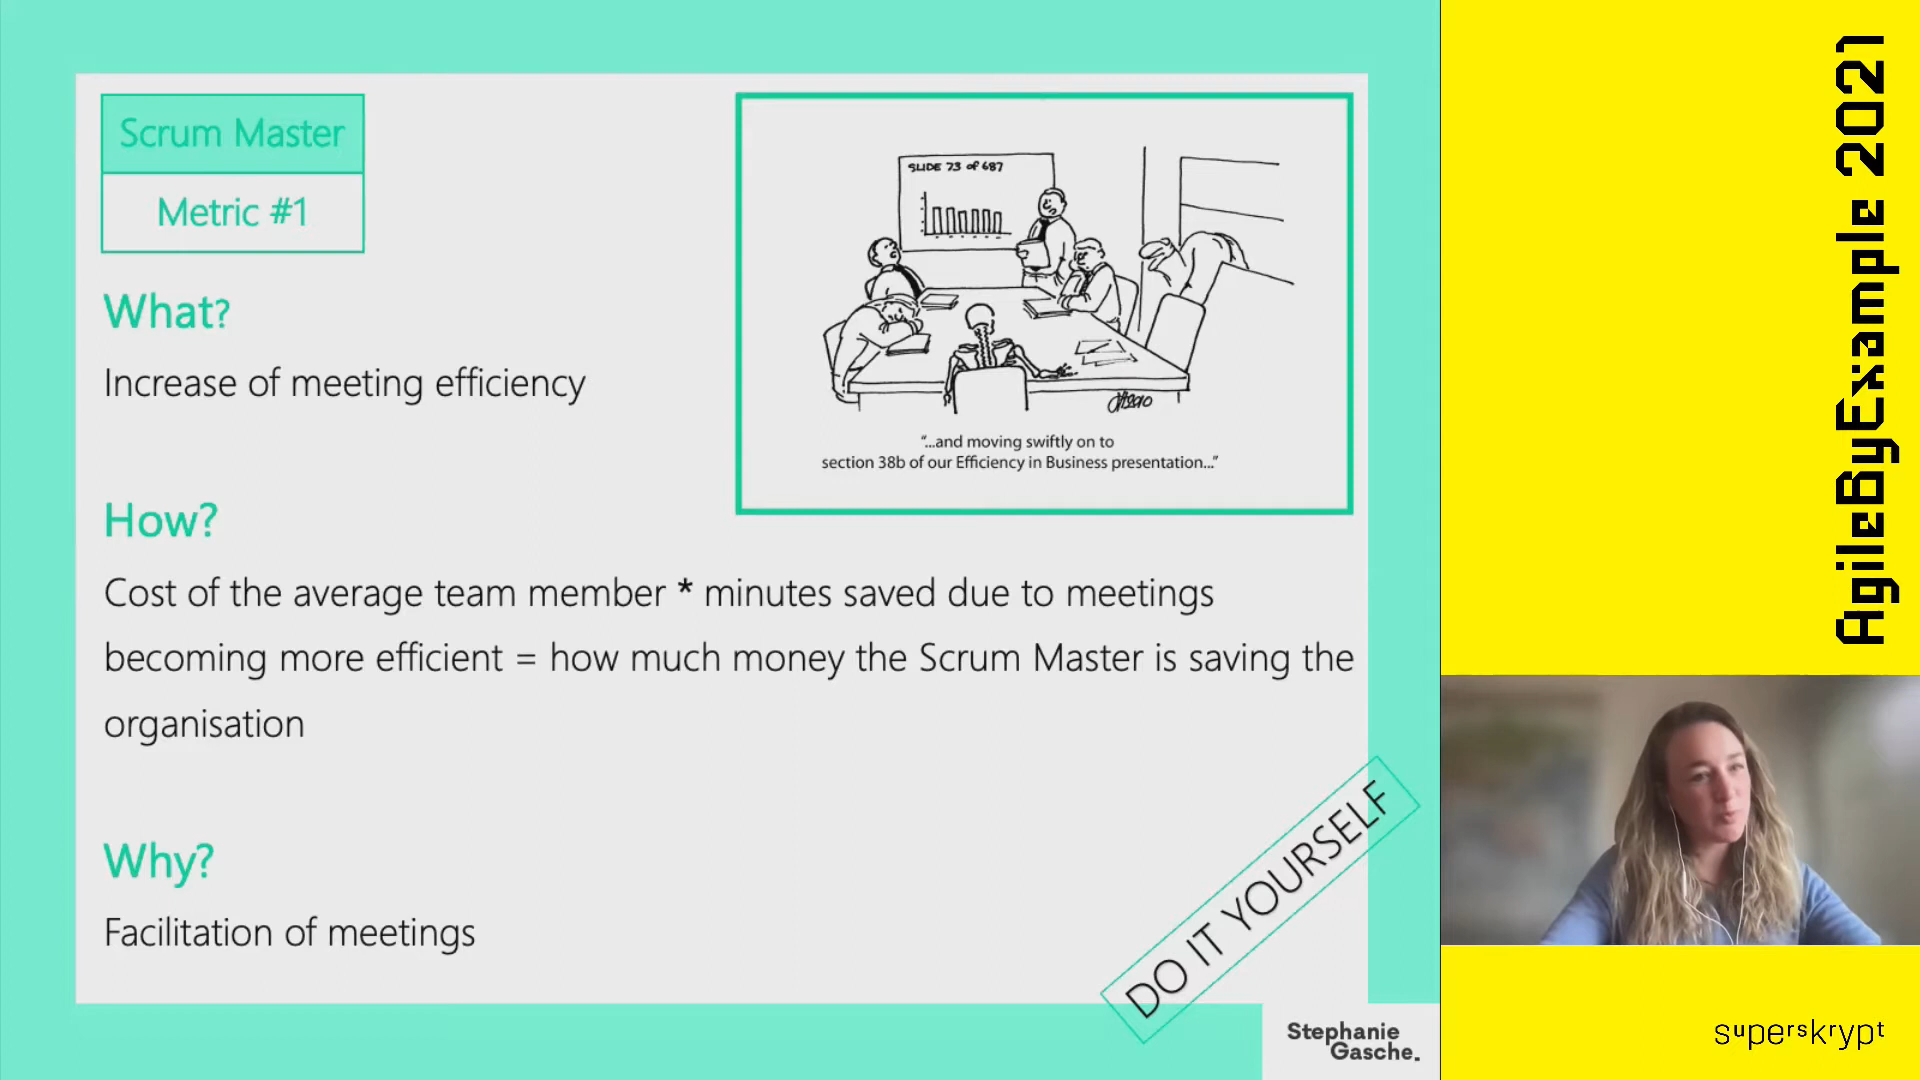 Scrum Master
Metric #1
What?
Increase of meeting efficiency
How?
Cost of the average team member * minutes saved due to meetings
becoming more efficient = how much money the Scrum Master is saving the
organisation
Why?
Facilitation of meetings
SLIDE 73 of 687
"...and moving swiftly on to
section 38b of our Efficiency in Business presentation..."
DO IT YOURSELF
Stephanie
Gasche.
AgileByExample 2021
superskrypt